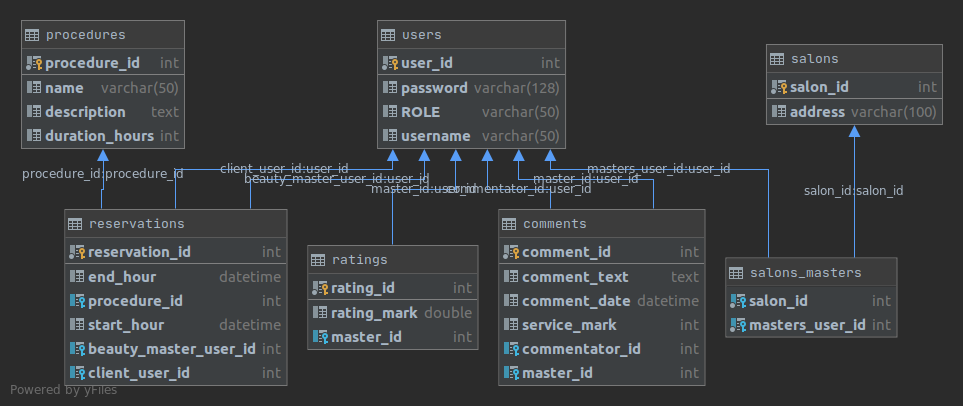 procedures
procedure_id int
name varchar(50)
description text
duration_hours int
users
user_id int
password varchar(128)
ROLE varchar(50)
username varchar(50)
salons
salon_id int
address varchar(100)
procedure_id:procedure_id
client_user_id:user_id
beauty_master_user_id:user_id
master_id:user_id
commentator_id:user_id
master_id:user_id
masters_user_id:user_id
salon_id:salon_id
reservations
reservation_id int
end_hour datetime
procedure_id int
start_hour datetime
beauty_master_user_id int
client_user_id int
ratings
rating_id int
rating_mark double
master_id int
comments
comment_id int
comment_text text
comment_date datetime
service_mark int
commentator_id int
master_id int
salons_masters
salon_id int
masters_user_id int
Powered by yFiles